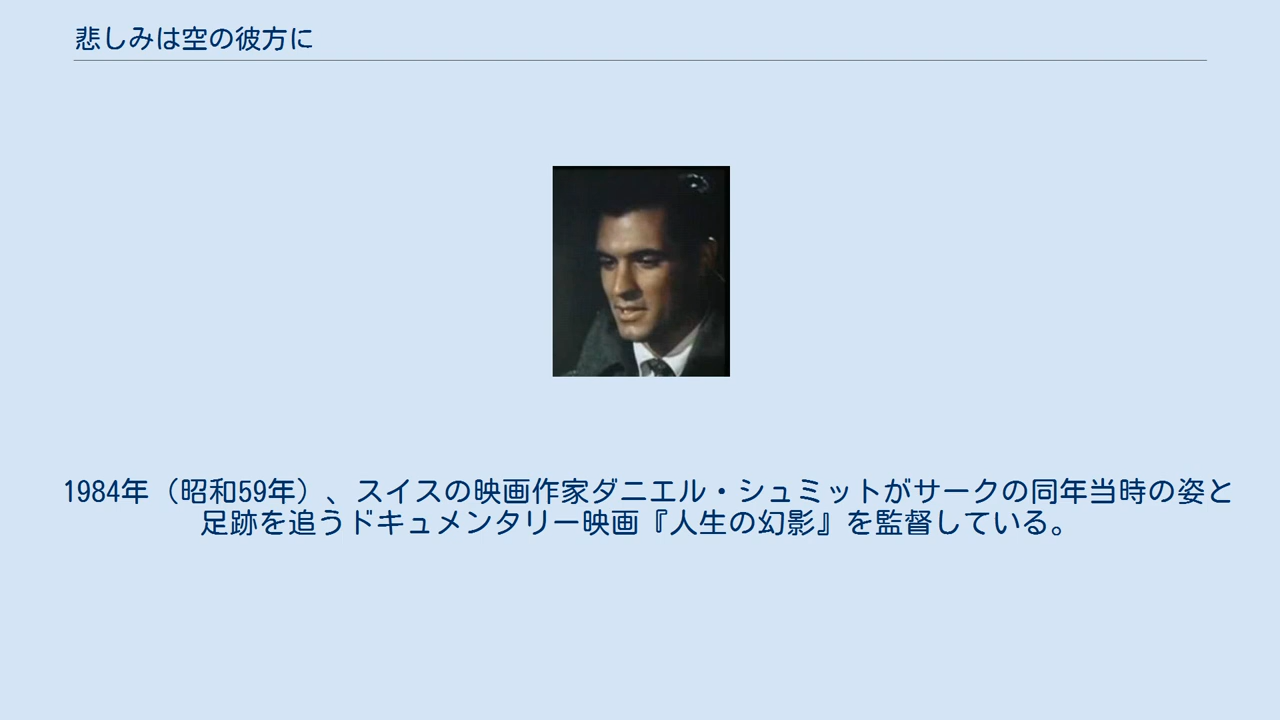 悲しみは空の彼方に
1984年（昭和59年）、スイスの映画作家ダニエル・シュミットがサークの同年当時の姿と
足跡を追うドキュメンタリー映画『人生の幻影』を監督している。